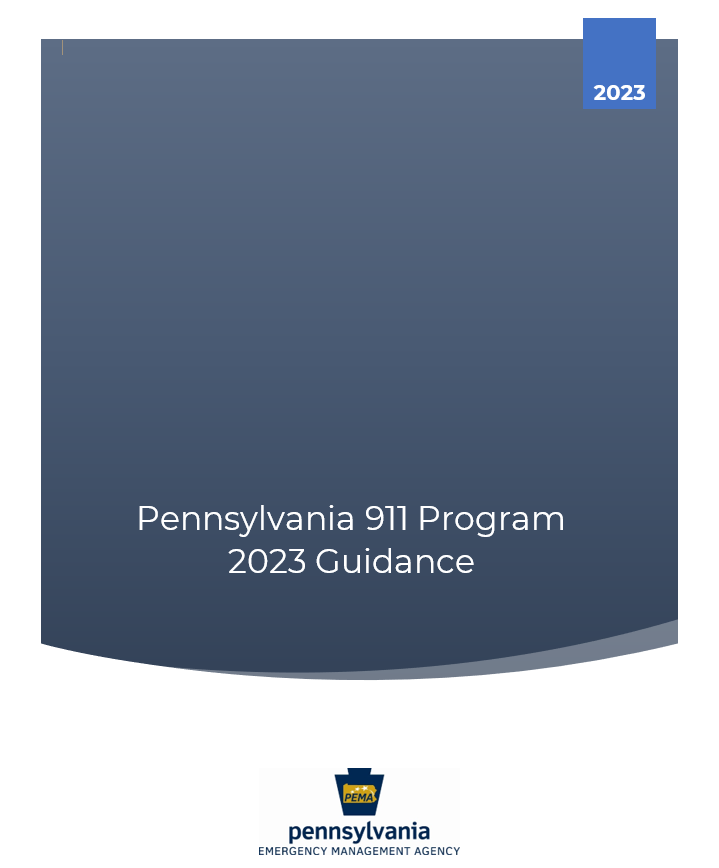 2023
Pennsylvania 911 Program
2023 Guidance
PEMA
pennsylvania
EMERGENCY MANAGEMENT AGENCY